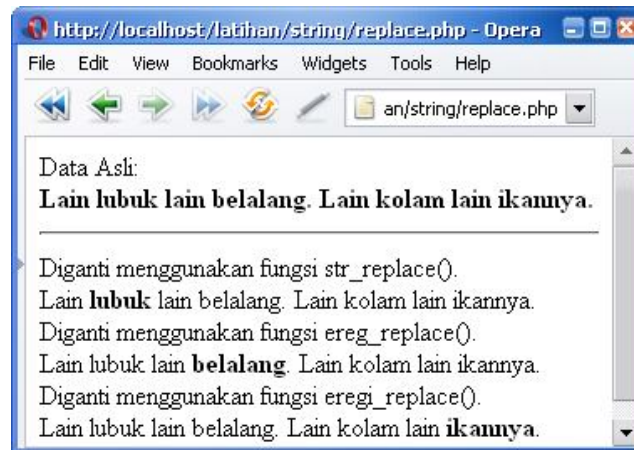 http://localhost/latihan/string/replace.php - Opera
File Edit View Bookmarks Widgets Tools Help
an/string/replace.php
Data Asli:
Lain lubuk lain belalang. Lain kolam lain ikannya.
Diganti menggunakan fungsi str_replace().
Lain lubuk lain belalang. Lain kolam lain ikannya.
Diganti menggunakan fungsi ereg_replace().
Lain lubuk lain belalang. Lain kolam lain ikannya.
Diganti menggunakan fungsi eregi_replace().
Lain lubuk lain belalang. Lain kolam lain ikannya.